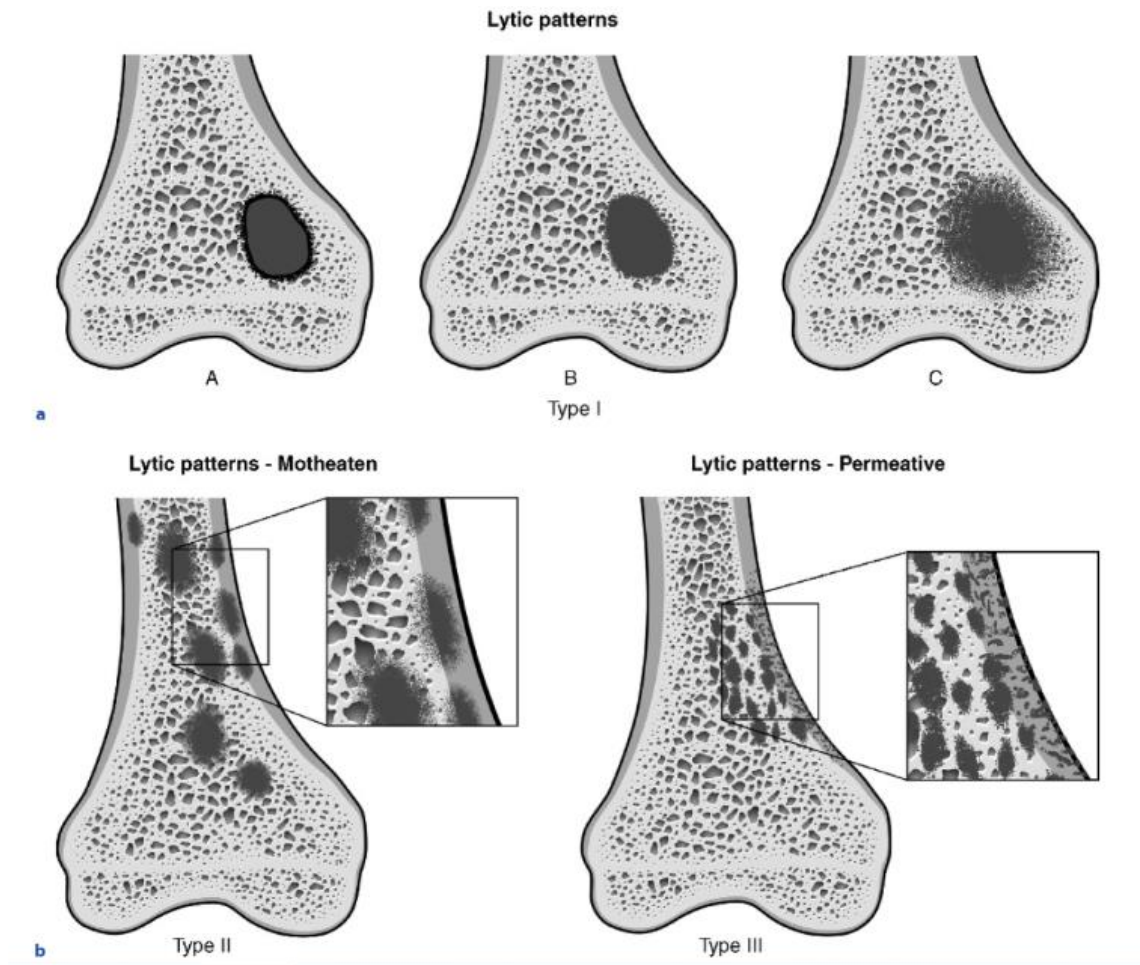 Lytic patterns
A
B
C
Type I
a
Lytic patterns - Motheaten
Lytic patterns - Permeative
Type II
Type III
b